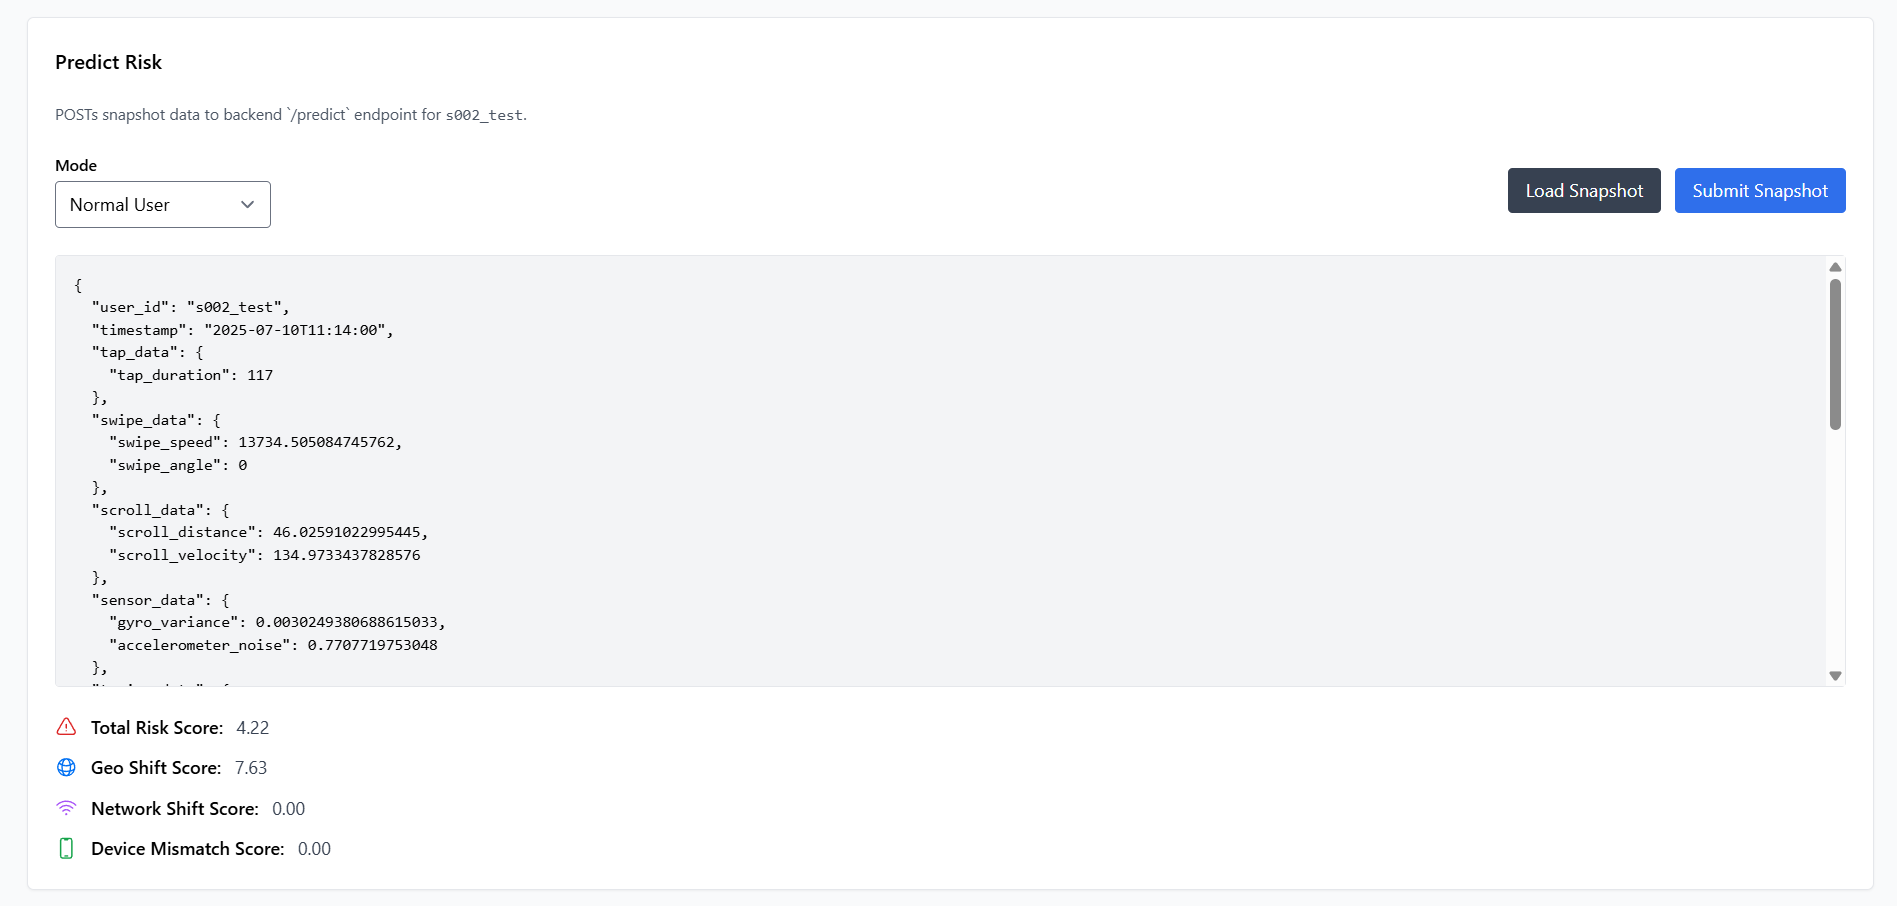 Predict Risk
POSTs snapshot data to backend `/predict` endpoint for s002_test.
Mode
Normal User
Load Snapshot
Submit Snapshot
{
  "user_id": "s002_test",
  "timestamp": "2025-07-10T11:14:00",
  "tap_data": {
    "tap_duration": 117
  },
  "swipe_data": {
    "swipe_speed": 13734.505084745762,
    "swipe_angle": 0
  },
  "scroll_data": {
    "scroll_distance": 46.02591022995445,
    "scroll_velocity": 134.9733437828576
  },
  "sensor_data": {
    "gyro_variance": 0.0030249380688615033,
    "accelerometer_noise": 0.7707719753048
  },
Total Risk Score: 4.22
Geo Shift Score: 7.63
Network Shift Score: 0.00
Device Mismatch Score: 0.00